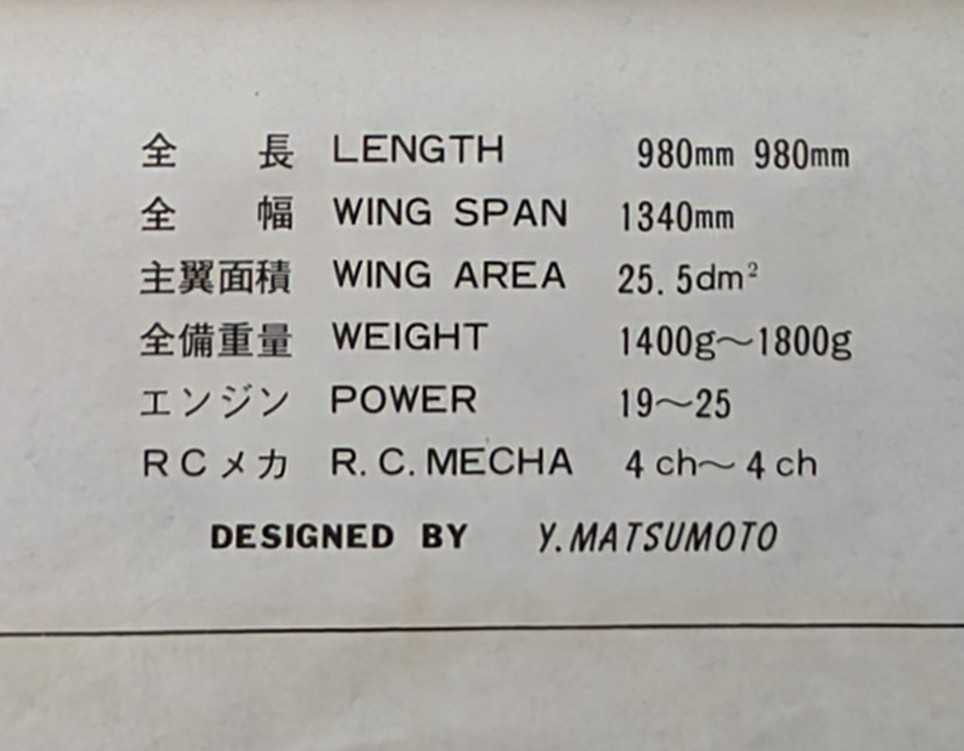 全長 LENGTH 980mm 980mm
全幅 WING SPAN 1340mm
主翼面積 WING AREA 25.5dm²
全備重量 WEIGHT 1400g～1800g
エンジン POWER 19～25
RCメカ R.C.MECHA 4ch～4ch
DESIGNED BY Y.MATSUMOTO